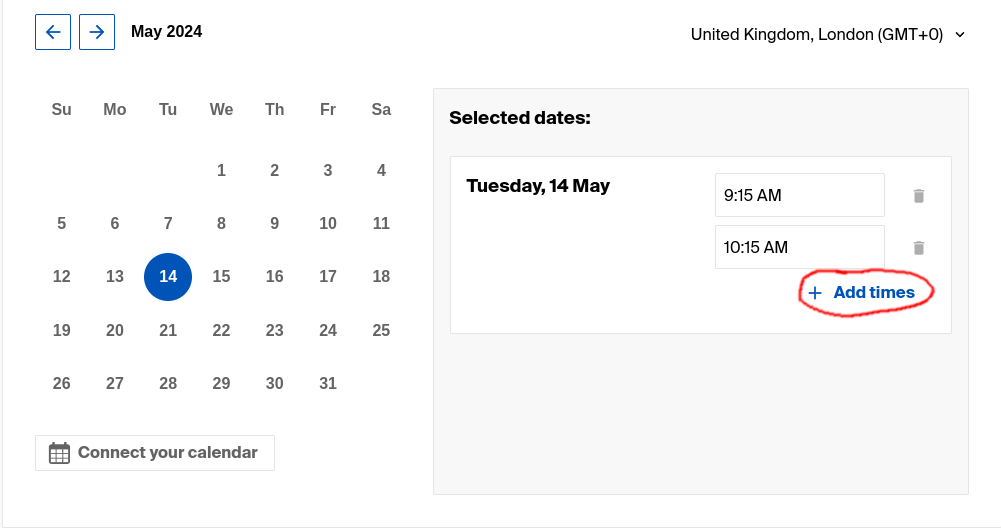 May 2024
United Kingdom, London (GMT+0)
Su Mo Tu We Th Fr Sa
1 2 3 4
5 6 7 8 9 10 11
12 13 14 15 16 17 18
19 20 21 22 23 24 25
26 27 28 29 30 31
Connect your calendar
Selected dates:
Tuesday, 14 May
9:15 AM
10:15 AM
+ Add times